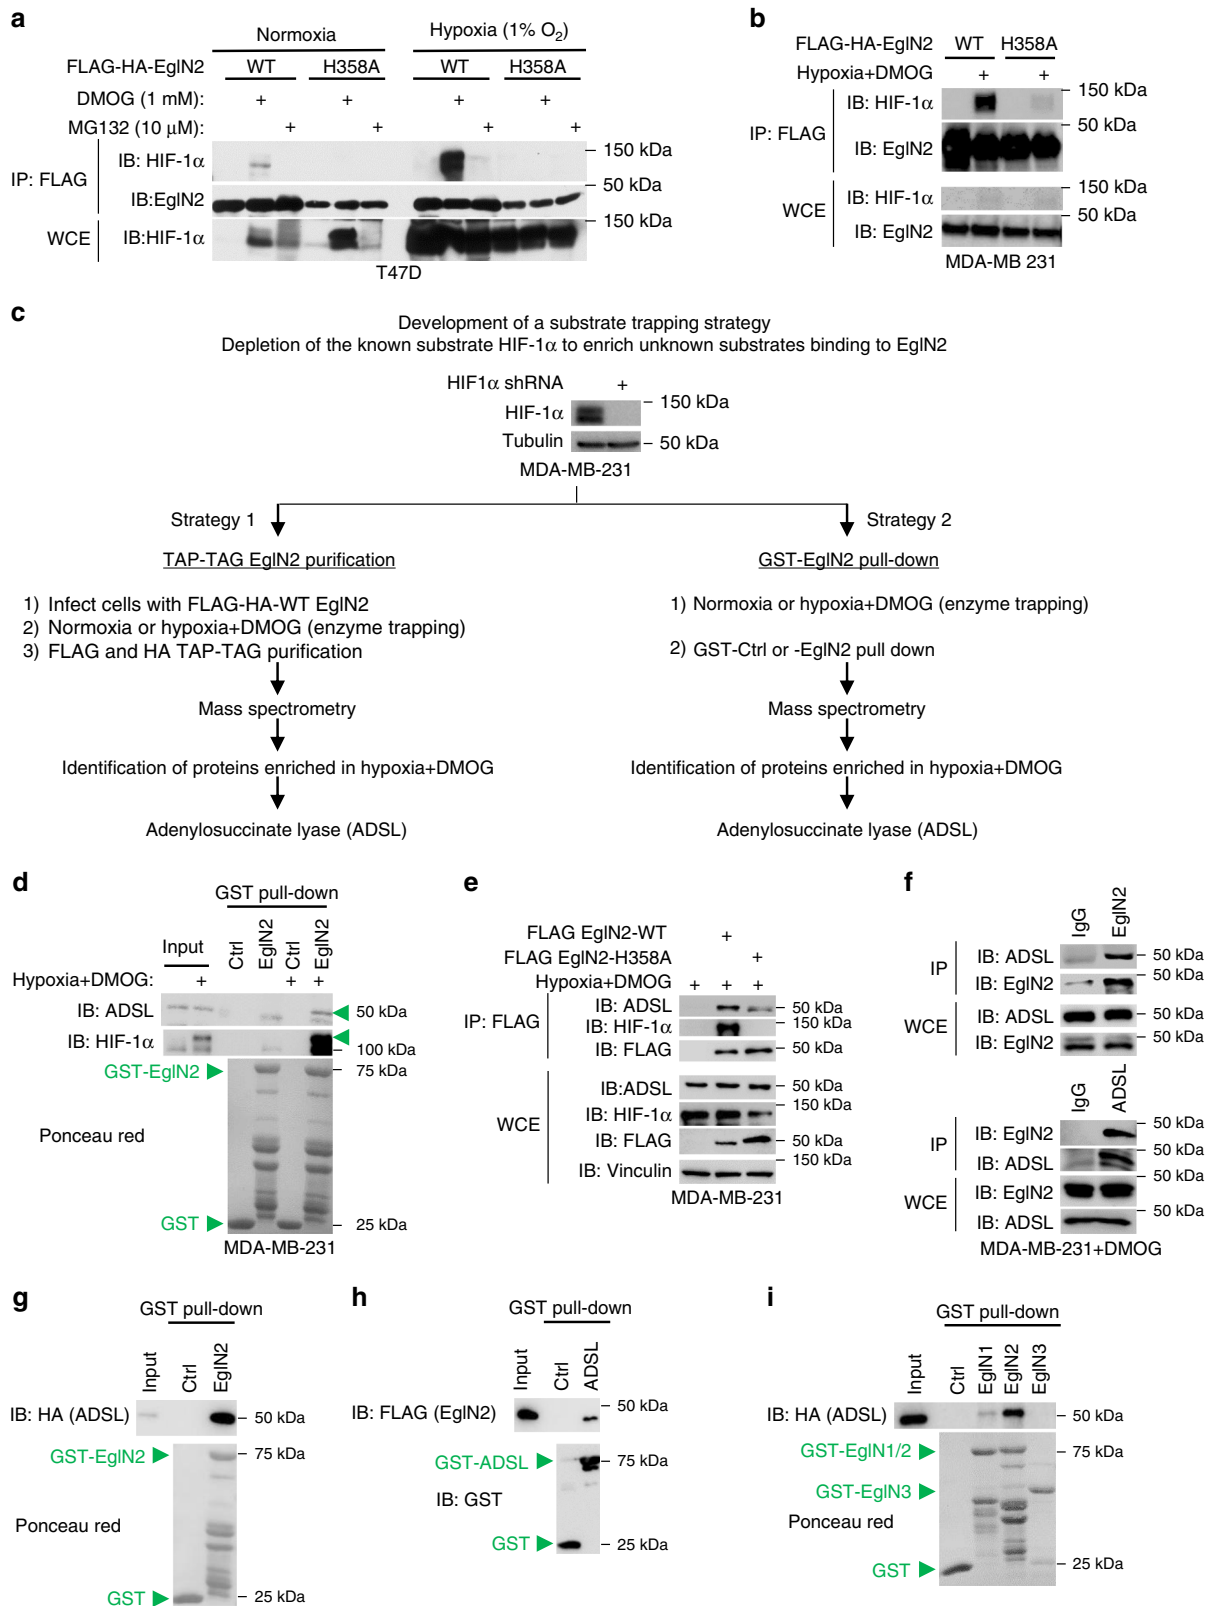 a
Normoxia
Hypoxia (1% O₂)
FLAG-HA-EglN2
WT
H358A
WT
H358A
DMOG (1 mM):
+
+
+
+
MG132 (10 μM):
+
+
+
+
IP: FLAG
IB: HIF-1α
150 kDa
IB:EglN2
50 kDa
WCE
IB:HIF-1α
150 kDa
T47D
b
FLAG-HA-EglN2
WT
H358A
Hypoxia+DMOG
+
+
IP: FLAG
IB: HIF-1α
150 kDa
IB: EglN2
50 kDa
WCE
IB: HIF-1α
150 kDa
IB: EglN2
50 kDa
MDA-MB 231
c
Development of a substrate trapping strategy
Depletion of the known substrate HIF-1α to enrich unknown substrates binding to EglN2
HIF1α shRNA
+
HIF-1α
150 kDa
Tubulin
50 kDa
MDA-MB-231
Strategy 1
TAP-TAG EglN2 purification
1) Infect cells with FLAG-HA-WT EglN2
2) Normoxia or hypoxia+DMOG (enzyme trapping)
3) FLAG and HA TAP-TAG purification
Mass spectrometry
Identification of proteins enriched in hypoxia+DMOG
Adenylosuccinate lyase (ADSL)
Strategy 2
GST-EglN2 pull-down
1) Normoxia or hypoxia+DMOG (enzyme trapping)
2) GST-Ctrl or -EglN2 pull down
Mass spectrometry
Identification of proteins enriched in hypoxia+DMOG
Adenylosuccinate lyase (ADSL)
d
GST pull-down
Input
Ctrl
EglN2
Ctrl
EglN2
Hypoxia+DMOG:
+
+
+
IB: ADSL
50 kDa
IB: HIF-1α
100 kDa
GST-EglN2
75 kDa
Ponceau red
GST
25 kDa
MDA-MB-231
e
FLAG EglN2-WT
+
FLAG EglN2-H358A
+
Hypoxia+DMOG
+
+
+
IP: FLAG
IB: ADSL
50 kDa
IB: HIF-1α
150 kDa
IB: FLAG
50 kDa
WCE
IB:ADSL
50 kDa
IB: HIF-1α
150 kDa
IB: FLAG
50 kDa
IB: Vinculin
150 kDa
MDA-MB-231
f
IgG
EglN2
IP
IB: ADSL
50 kDa
IB: EglN2
50 kDa
WCE
IB: ADSL
50 kDa
IB: EglN2
50 kDa
IgG
ADSL
IP
IB: EglN2
50 kDa
IB: ADSL
50 kDa
WCE
IB: EglN2
50 kDa
IB: ADSL
50 kDa
MDA-MB-231+DMOG
g
GST pull-down
Input
Ctrl
EglN2
IB: HA (ADSL)
50 kDa
GST-EglN2
75 kDa
Ponceau red
GST
25 kDa
h
GST pull-down
Input
Ctrl
ADSL
IB: FLAG (EglN2)
50 kDa
GST-ADSL
75 kDa
IB: GST
GST
25 kDa
i
GST pull-down
Input
Ctrl
EglN1
EglN2
EglN3
IB: HA (ADSL)
50 kDa
GST-EglN1/2
75 kDa
GST-EglN3
Ponceau red
GST
25 kDa